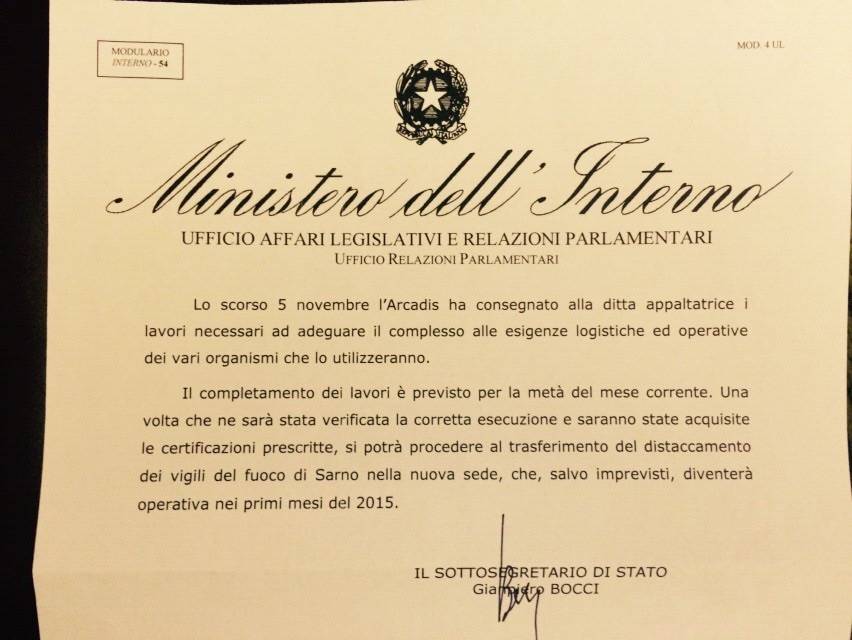 MODULARIO
INTERNO - 54
MOD. 4 UL
Ministero dell'Interno
UFFICIO AFFARI LEGISLATIVI E RELAZIONI PARLAMENTARI
UFFICIO RELAZIONI PARLAMENTARI
Lo scorso 5 novembre l'Arcadis ha consegnato alla ditta appaltatrice i
lavori necessari ad adeguare il complesso alle esigenze logistiche ed operative
dei vari organismi che lo utilizzeranno.
Il completamento dei lavori è previsto per la metà del mese corrente. Una
volta che ne sarà stata verificata la corretta esecuzione e saranno state acquisite
le certificazioni prescritte, si potrà procedere al trasferimento del distaccamento
dei vigili del fuoco di Sarno nella nuova sede, che, salvo imprevisti, diventerà
operativa nei primi mesi del 2015.
IL SOTTOSEGRETARIO DI STATO
Gianpiero BOCCI